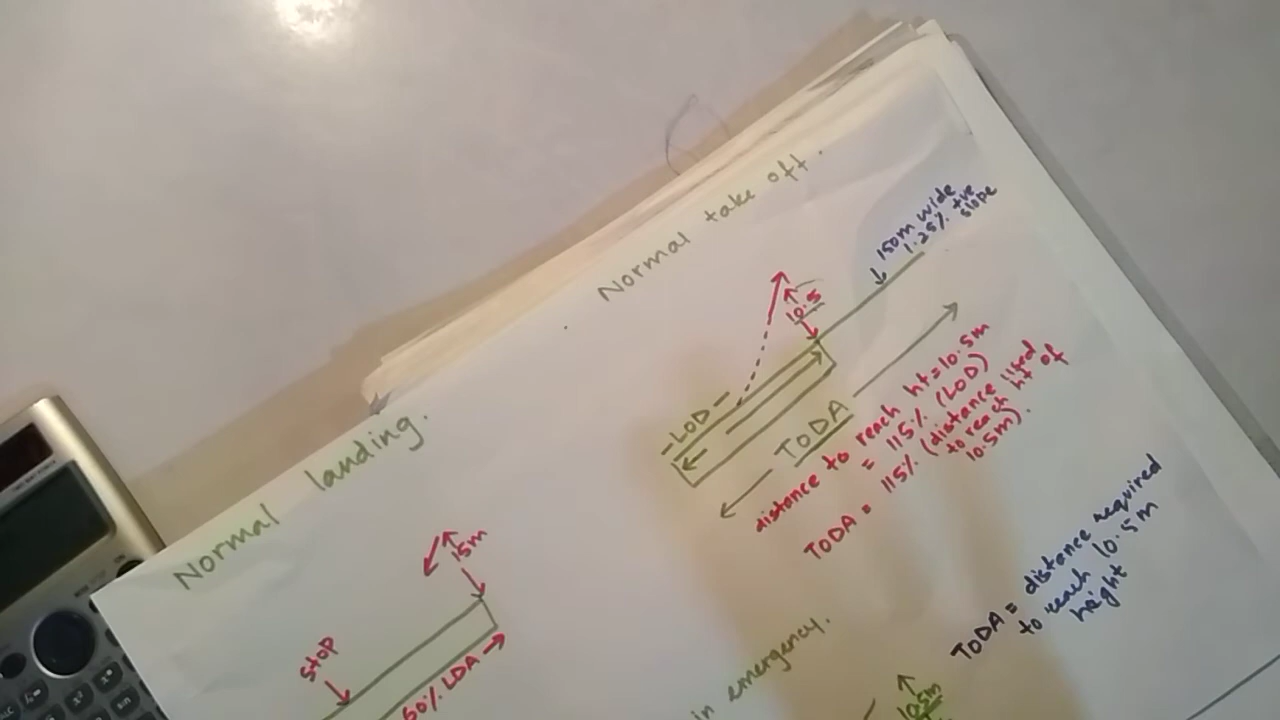 Normal take off.
150m wide
1.25% +ve
slope
10.5
LOD
TODA
distance to reach ht=10.5m
= 115% (LOD)
TODA = 115% (distance
to reach ht of
10.5m).
Normal landing.
15m
stop
60% LDA
in emergency.
10.5m
TODA = distance required
to reach 10.5m
height